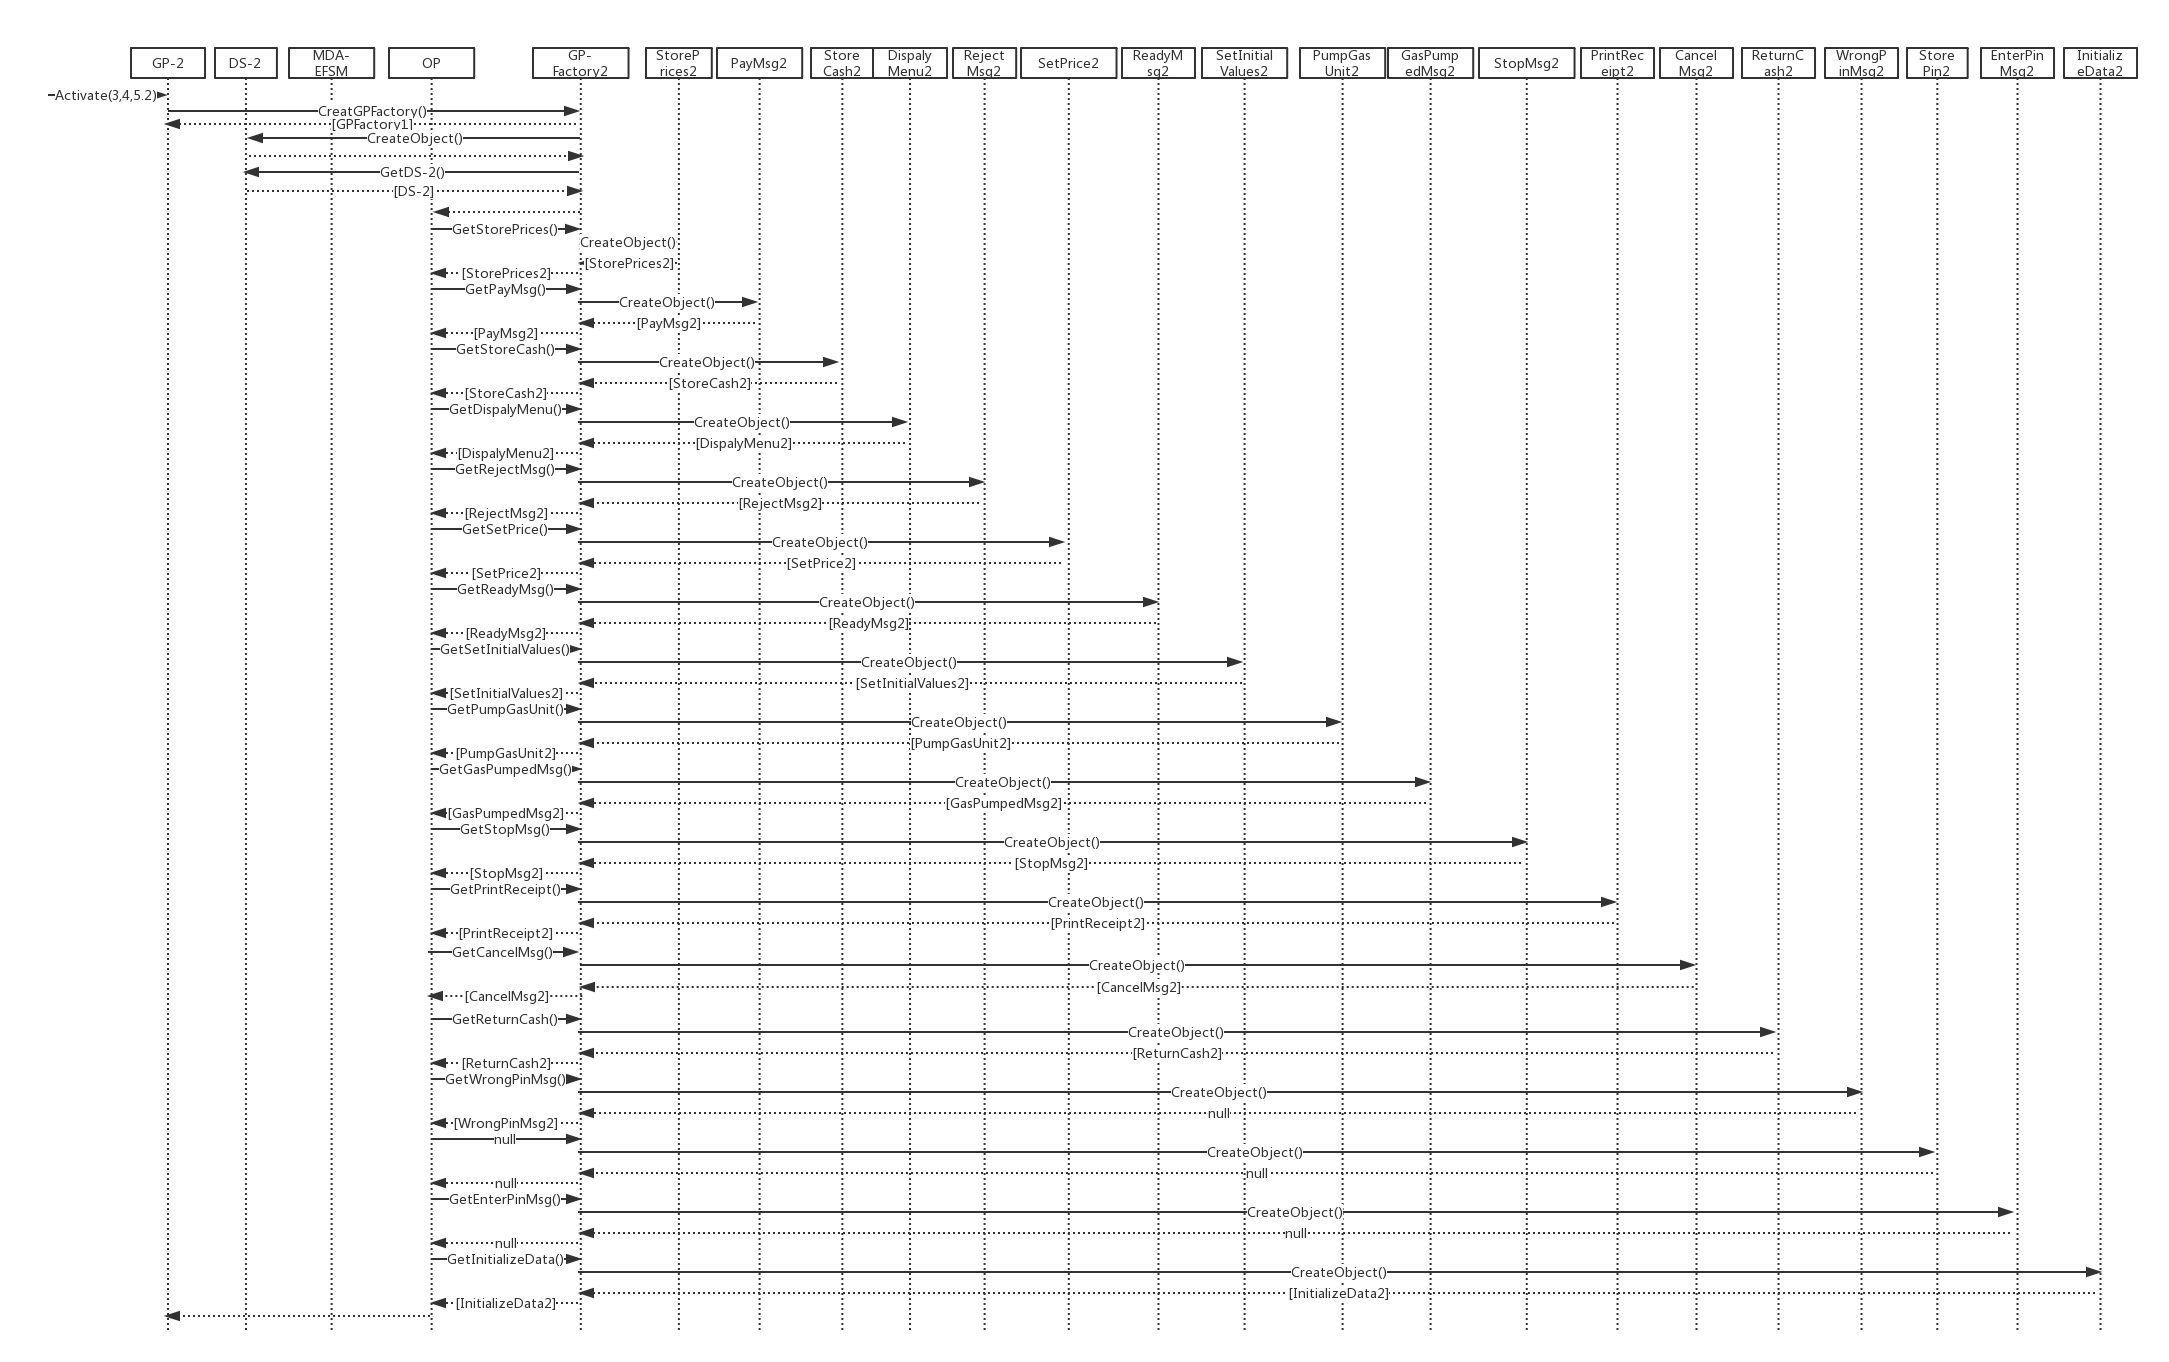 GP-2
DS-2
MDA-
EFSM
OP
GP-
Factory2
StoreP
rices2
PayMsg2
Store
Cash2
Dispaly
Menu2
Reject
Msg2
SetPrice2
ReadyM
sg2
SetInitial
Values2
PumpGas
Unit2
GasPump
edMsg2
StopMsg2
PrintRec
eipt2
Cancel
Msg2
ReturnC
ash2
WrongP
inMsg2
Store
Pin2
EnterPin
Msg2
Initializ
eData2
Activate(3,4,5.2)
CreatGPFactory()
[GPFactory1]
CreateObject()
GetDS-2()
[DS-2]
GetStorePrices()
CreateObject()
[StorePrices2]
[StorePrices2]
GetPayMsg()
CreateObject()
[PayMsg2]
[PayMsg2]
GetStoreCash()
CreateObject()
[StoreCash2]
[StoreCash2]
GetDispalyMenu()
CreateObject()
[DispalyMenu2]
[DispalyMenu2]
GetRejectMsg()
CreateObject()
[RejectMsg2]
[RejectMsg2]
GetSetPrice()
CreateObject()
[SetPrice2]
[SetPrice2]
GetReadyMsg()
CreateObject()
[ReadyMsg2]
[ReadyMsg2]
GetSetInitialValues()
CreateObject()
[SetInitialValues2]
[SetInitialValues2]
GetPumpGasUnit()
CreateObject()
[PumpGasUnit2]
[PumpGasUnit2]
GetGasPumpedMsg()
CreateObject()
[GasPumpedMsg2]
[GasPumpedMsg2]
GetStopMsg()
CreateObject()
[StopMsg2]
[StopMsg2]
GetPrintReceipt()
CreateObject()
[PrintReceipt2]
[PrintReceipt2]
GetCancelMsg()
CreateObject()
[CancelMsg2]
[CancelMsg2]
GetReturnCash()
CreateObject()
[ReturnCash2]
[ReturnCash2]
GetWrongPinMsg()
CreateObject()
null
[WrongPinMsg2]
null
CreateObject()
null
null
GetEnterPinMsg()
CreateObject()
null
null
GetInitializeData()
CreateObject()
[InitializeData2]
[InitializeData2]